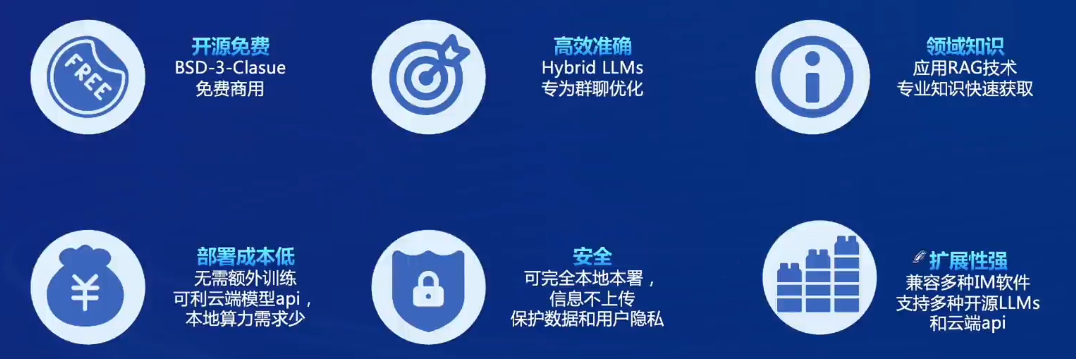 FREE
开源免费
BSD-3-Clasue
免费商用
高效准确
Hybrid LLMs
专为群聊优化
领域知识
应用RAG技术
专业知识快速获取
¥
部署成本低
无需额外训练
可利云端模型api，
本地算力需求少
安全
可完全本地本署，
信息不上传
保护数据和用户隐私
扩展性强
兼容多种IM软件
支持多种开源LLMs
和云端api